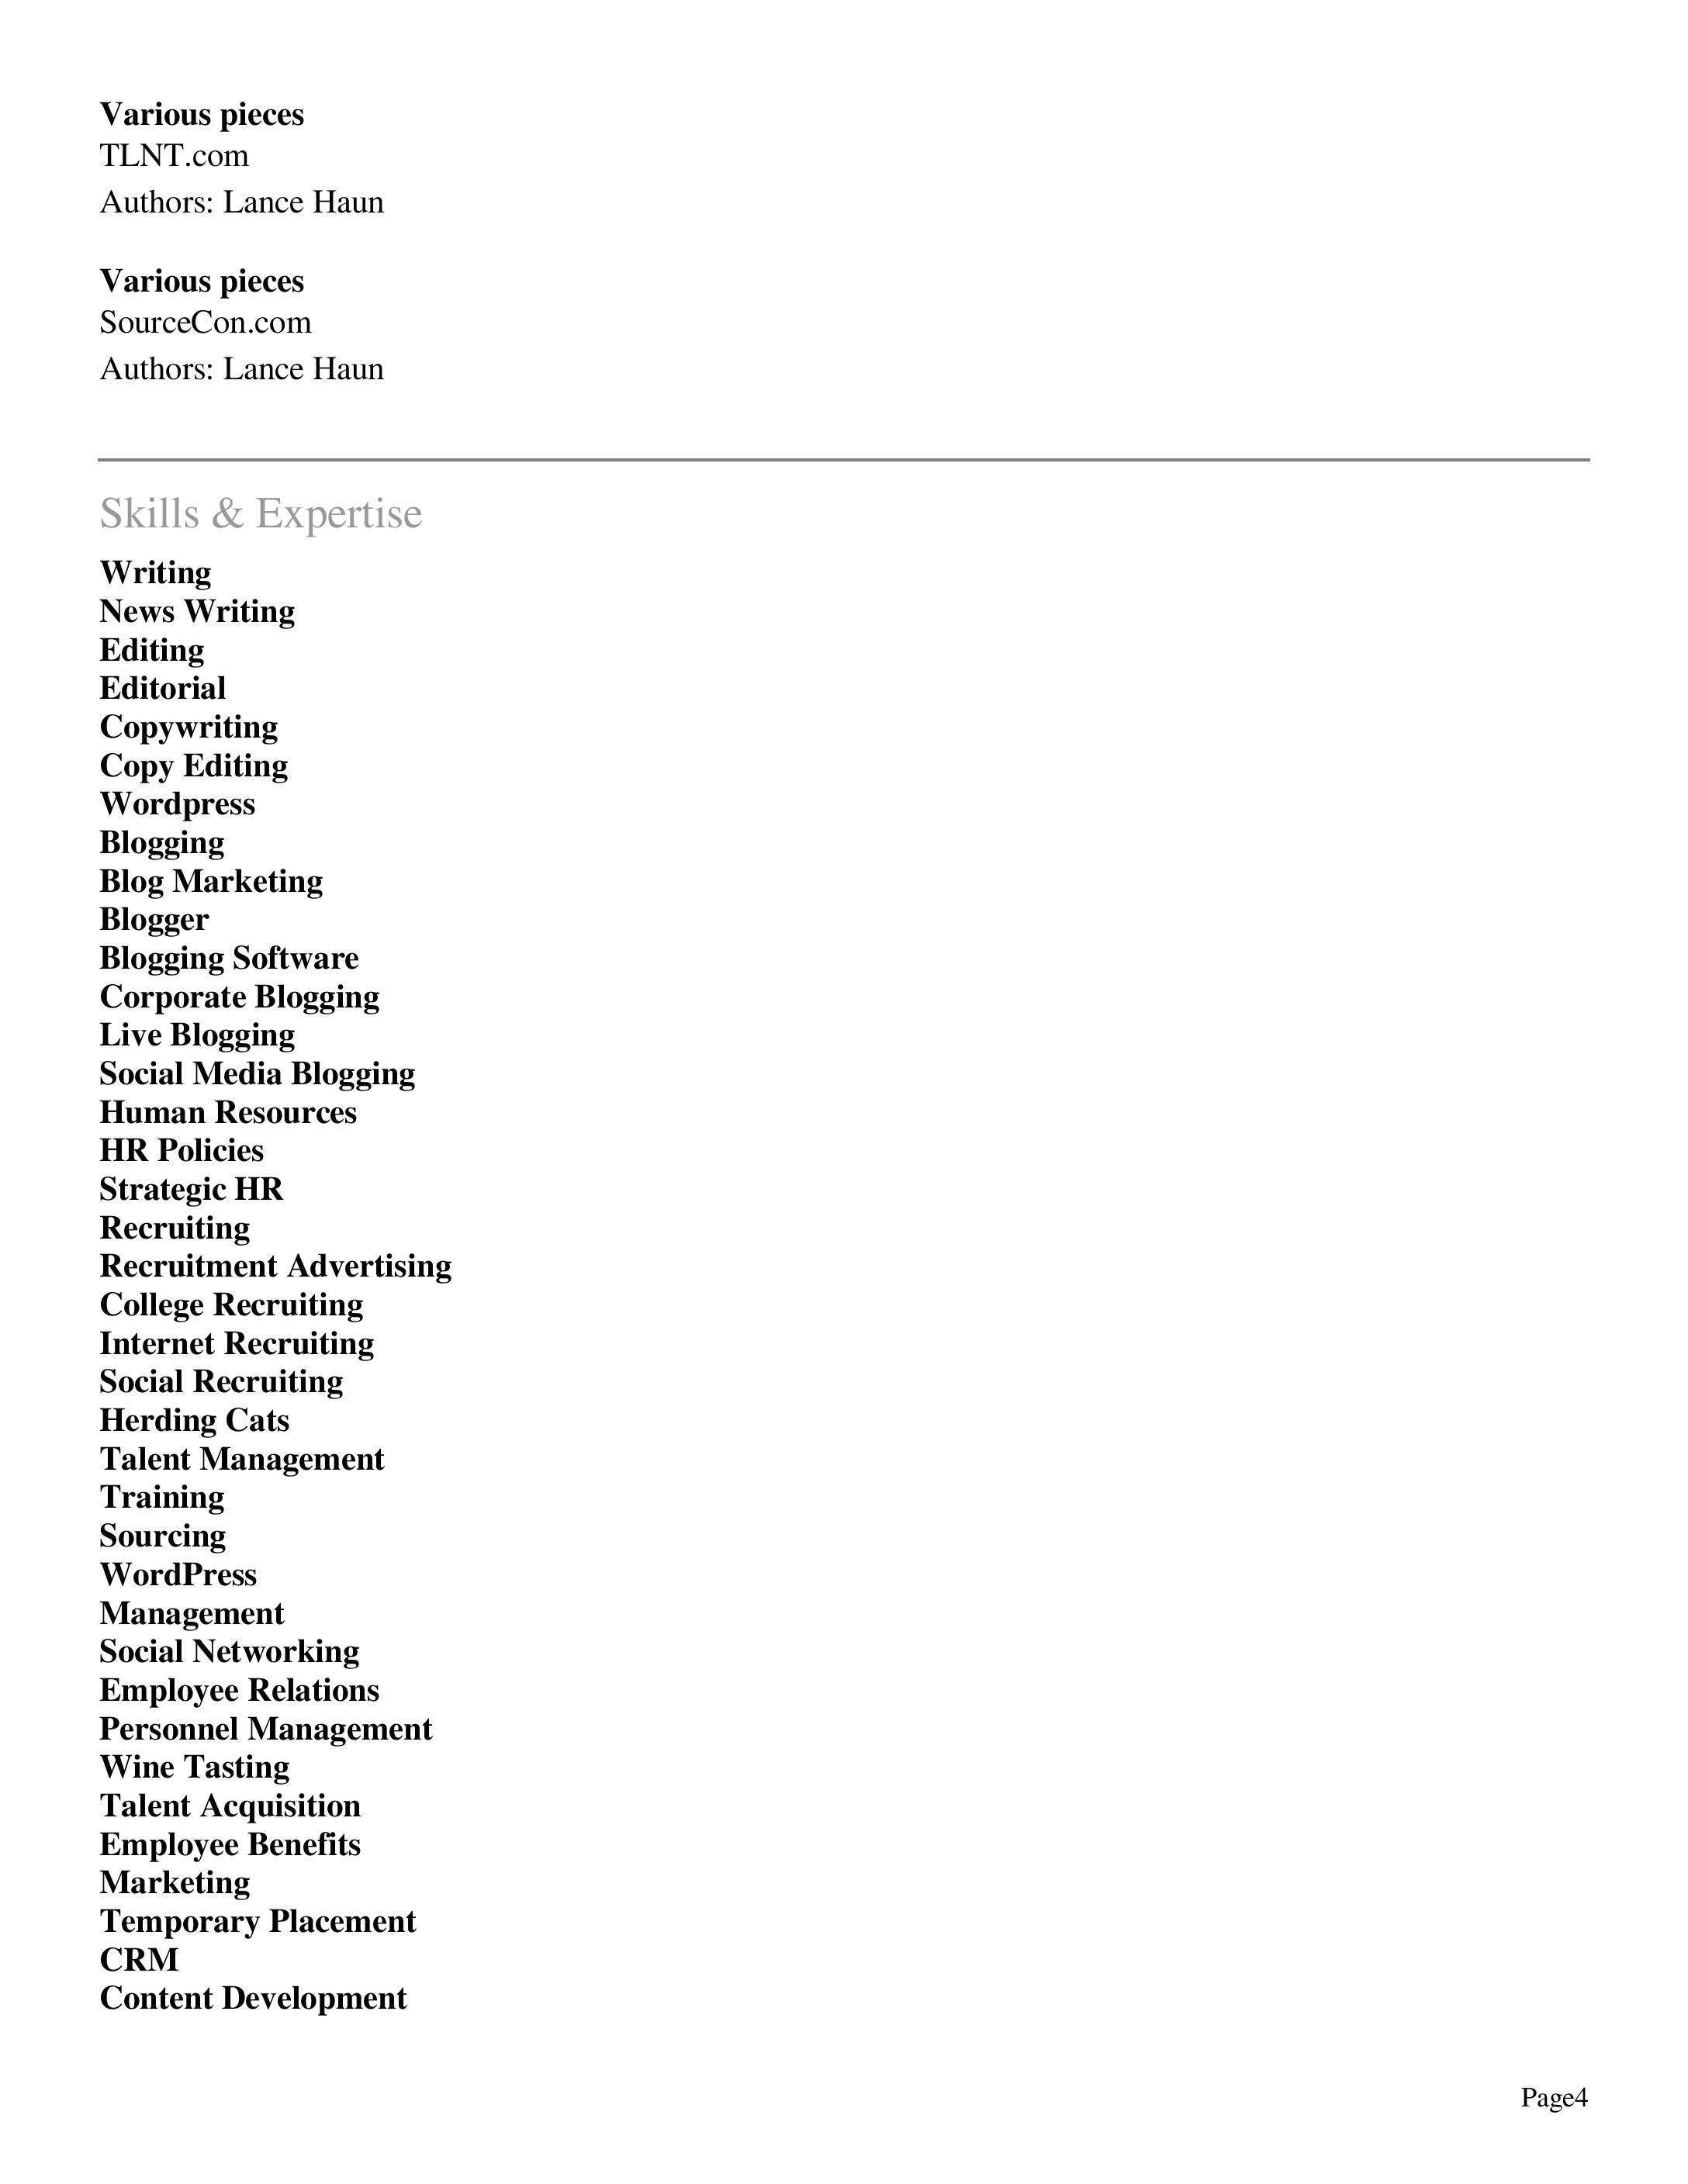 Various pieces
TLNT.com
Authors: Lance Haun
Various pieces
SourceCon.com
Authors: Lance Haun
Skills & Expertise
Writing
News Writing
Editing
Editorial
Copywriting
Copy Editing
Wordpress
Blogging
Blog Marketing
Blogger
Blogging Software
Corporate Blogging
Live Blogging
Social Media Blogging
Human Resources
HR Policies
Strategic HR
Recruiting
Recruitment Advertising
College Recruiting
Internet Recruiting
Social Recruiting
Herding Cats
Talent Management
Training
Sourcing
WordPress
Management
Social Networking
Employee Relations
Personnel Management
Wine Tasting
Talent Acquisition
Employee Benefits
Marketing
Temporary Placement
CRM
Content Development
Page4